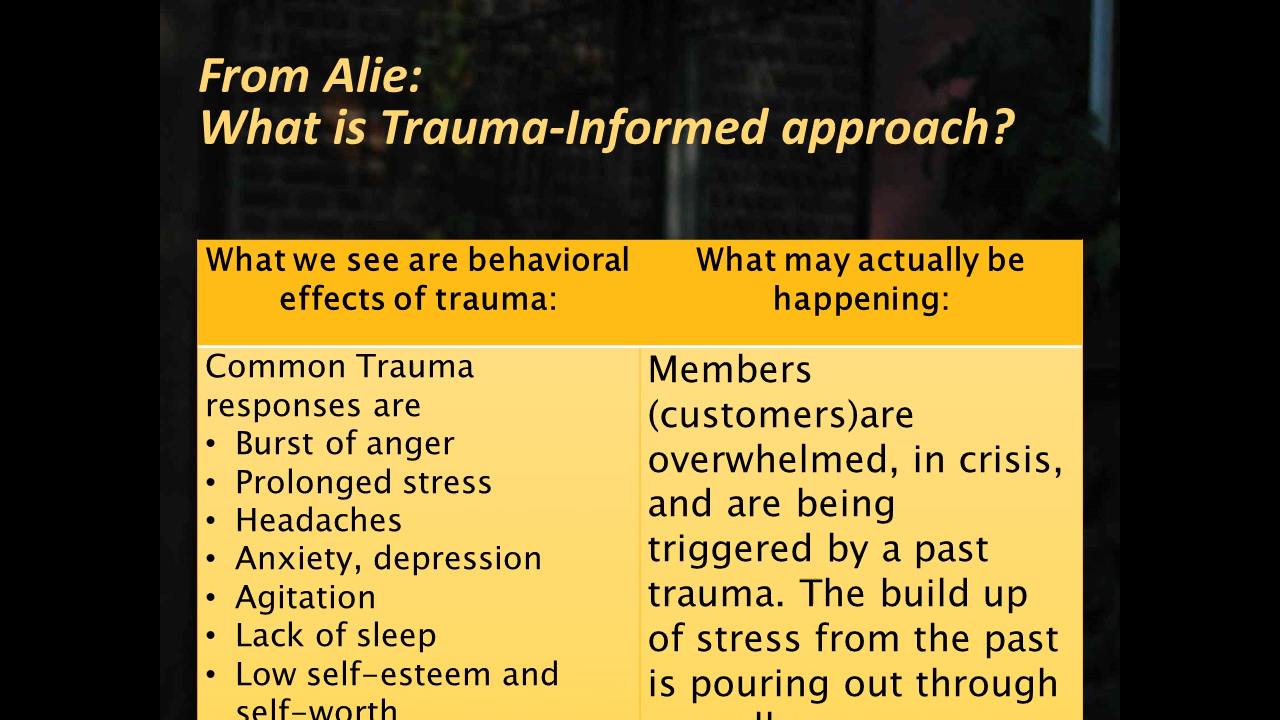 From Alie:
What is Trauma-Informed approach?
What we see are behavioral
effects of trauma:
What may actually be
happening:
Common Trauma
responses are
• Burst of anger
• Prolonged stress
• Headaches
• Anxiety, depression
• Agitation
• Lack of sleep
• Low self-esteem and
self-worth
Members
(customers)are
overwhelmed, in crisis,
and are being
triggered by a past
trauma. The build up
of stress from the past
is pouring out through